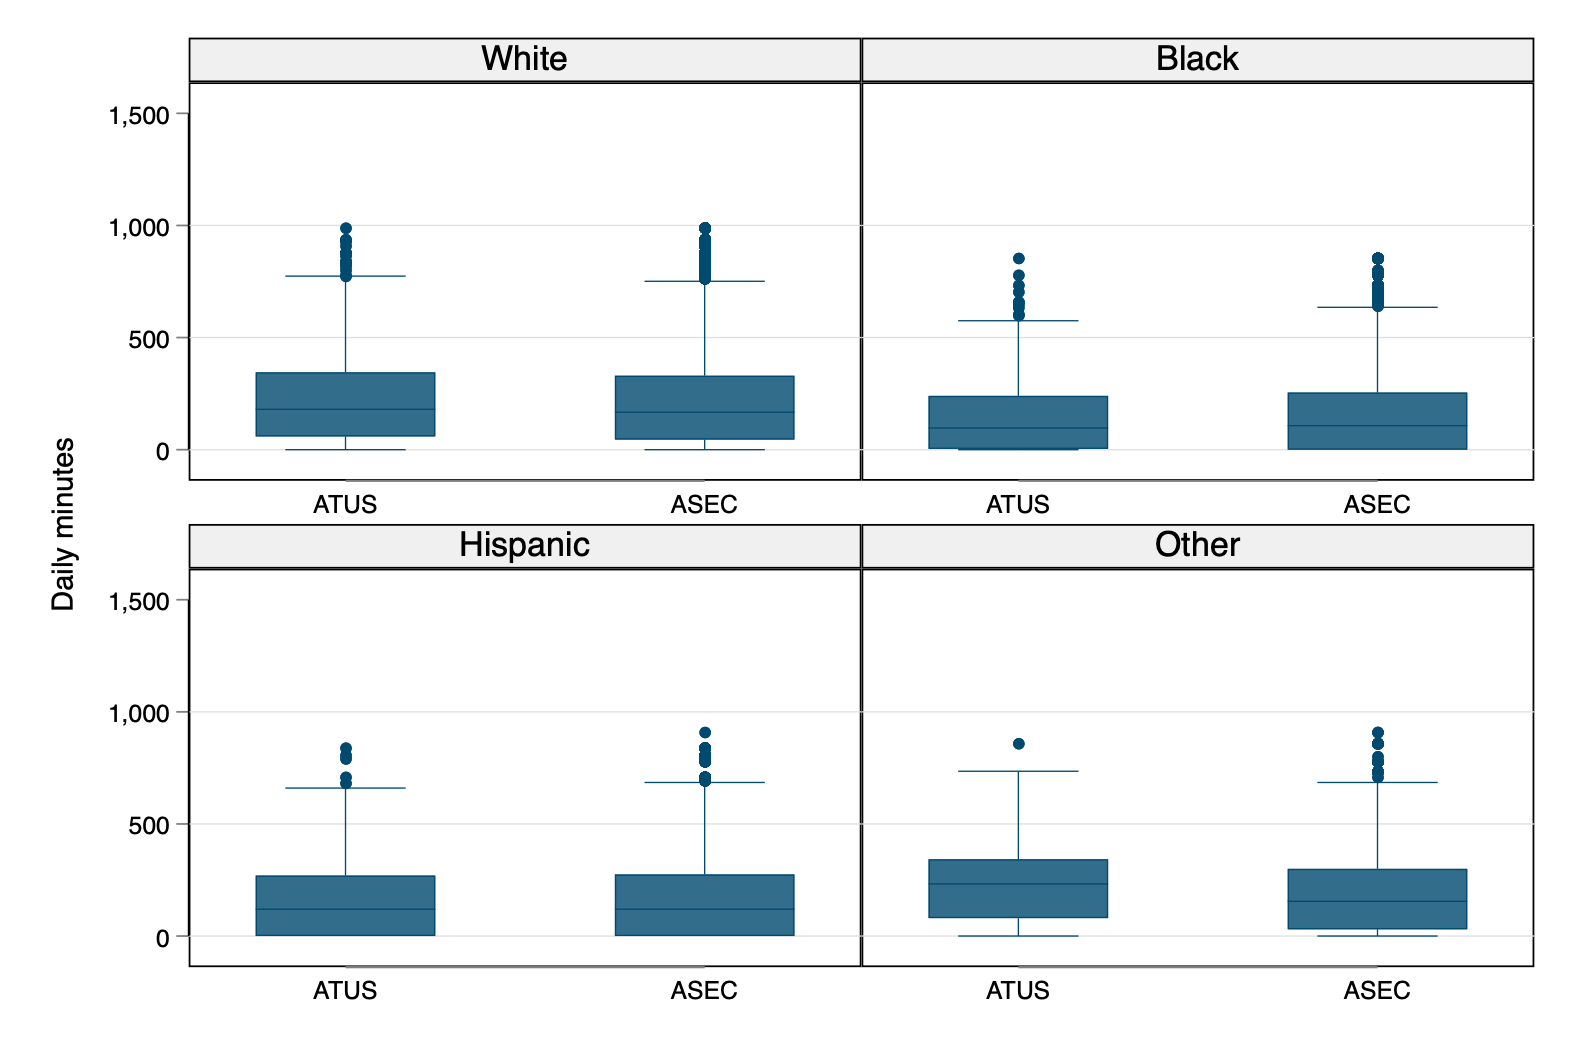 White
Black
1,500
1,000
500
0
ATUS
ASEC
ATUS
ASEC
Daily minutes
Hispanic
Other
1,500
1,000
500
0
ATUS
ASEC
ATUS
ASEC